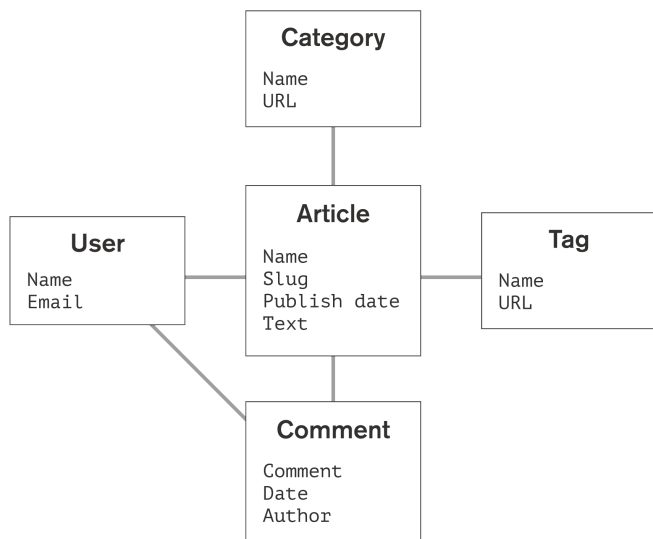 Category
Name
URL
Article
Name
Slug
Publish date
Text
User
Name
Email
Tag
Name
URL
Comment
Comment
Date
Author